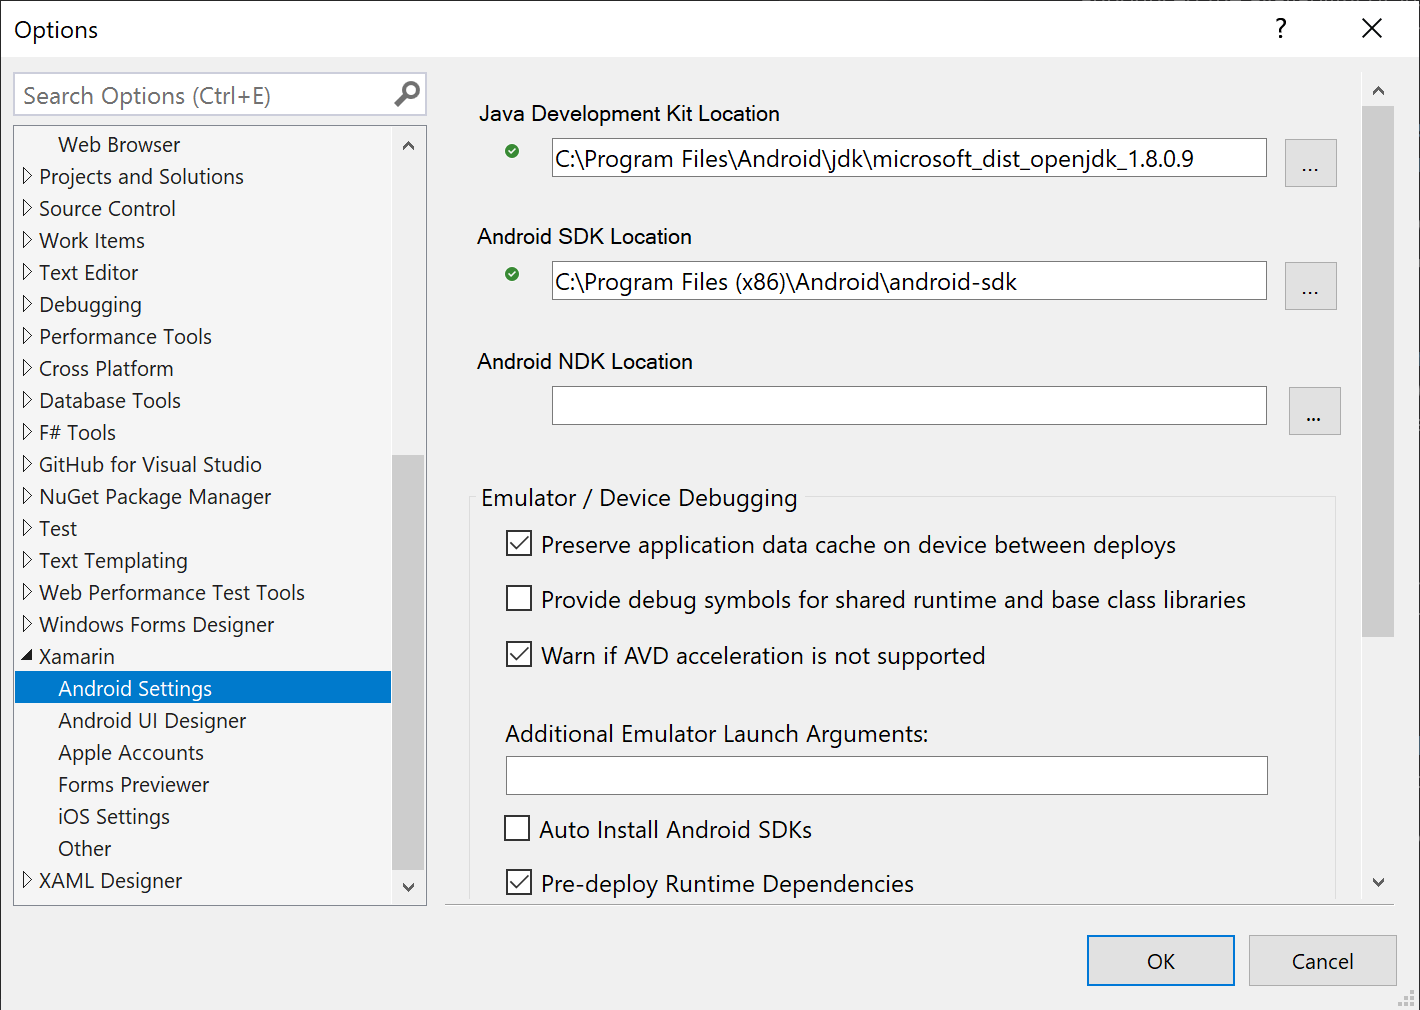 Options
?
Search Options (Ctrl+E)
Web Browser
Projects and Solutions
Source Control
Work Items
Text Editor
Debugging
Performance Tools
Cross Platform
Database Tools
F# Tools
GitHub for Visual Studio
NuGet Package Manager
Test
Text Templating
Web Performance Test Tools
Windows Forms Designer
Xamarin
Android Settings
Android UI Designer
Apple Accounts
Forms Previewer
iOS Settings
Other
XAML Designer
Java Development Kit Location
C:\Program Files\Android\jdk\microsoft_dist_openjdk_1.8.0.9
...
Android SDK Location
C:\Program Files (x86)\Android\android-sdk
...
Android NDK Location
...
Emulator / Device Debugging
Preserve application data cache on device between deploys
Provide debug symbols for shared runtime and base class libraries
Warn if AVD acceleration is not supported
Additional Emulator Launch Arguments:
Auto Install Android SDKs
Pre-deploy Runtime Dependencies
OK
Cancel